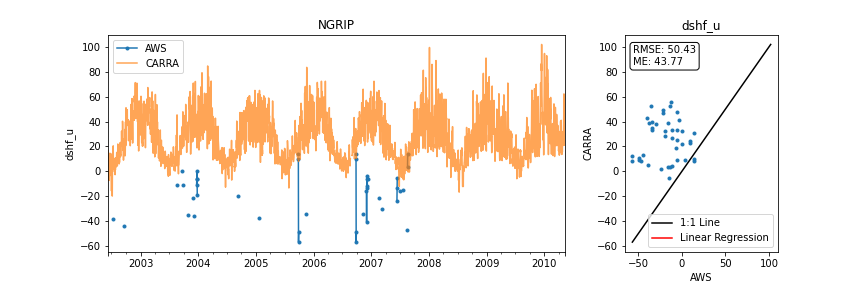 NGRIP
dshf_u
AWS
CARRA
dshf_u
100
80
60
40
20
0
−20
−40
−60
2003
2004
2005
2006
2007
2008
2009
2010
RMSE: 50.43
ME: 43.77
CARRA
100
80
60
40
20
0
−20
−40
−60
1:1 Line
Linear Regression
−50
0
50
100
AWS